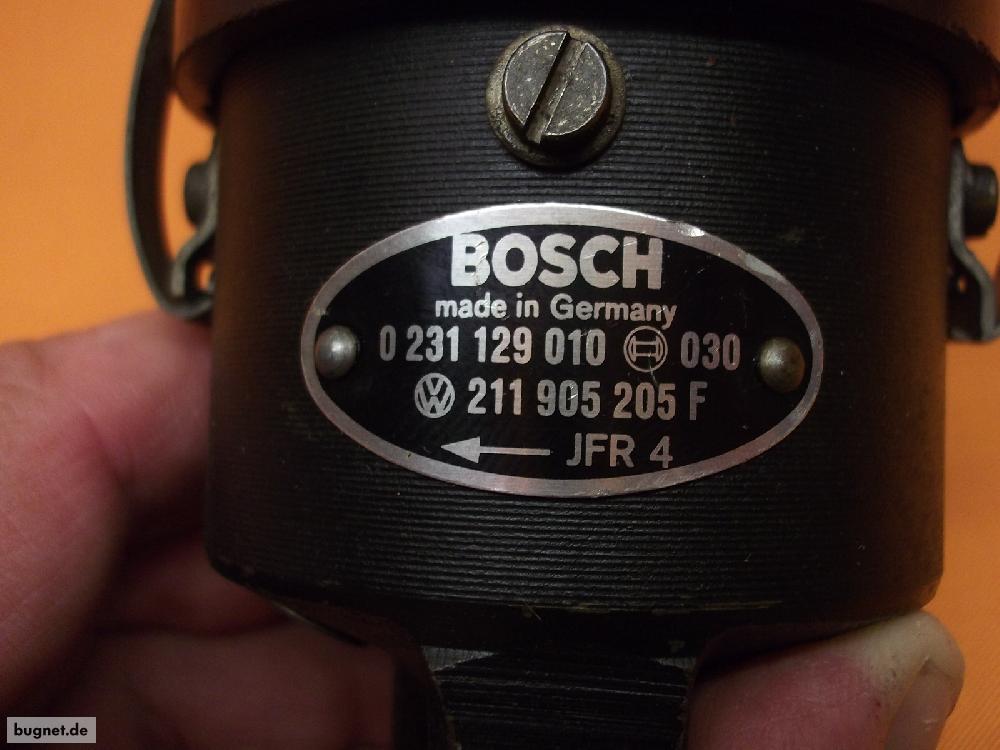 BOSCH
made in Germany
0 231 129 010 030
211 905 205 F
JFR 4
bugnet.de